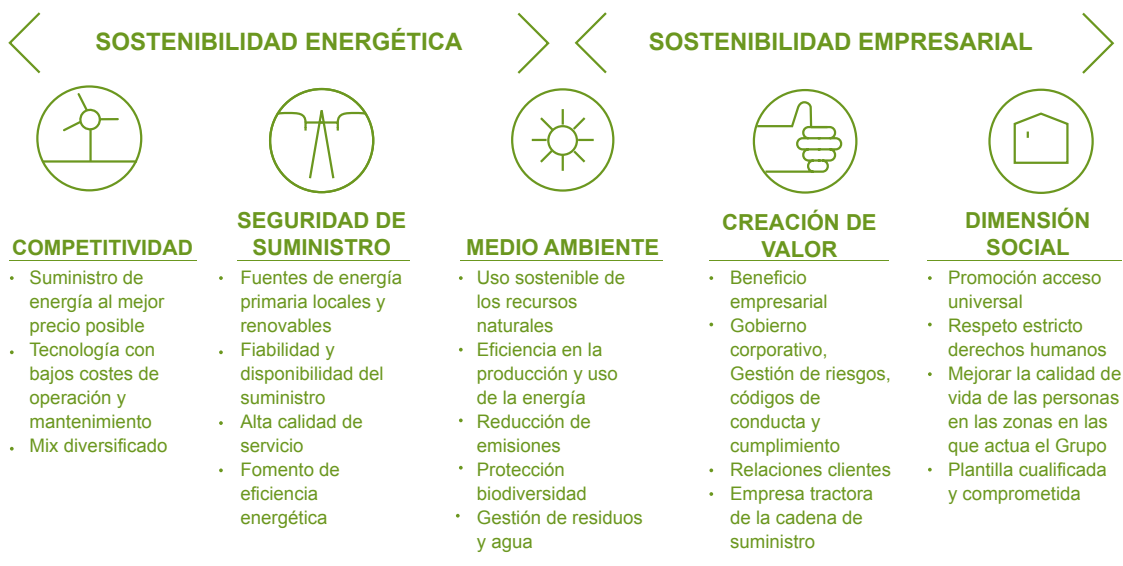 SOSTENIBILIDAD ENERGÉTICA
SOSTENIBILIDAD EMPRESARIAL
COMPETITIVIDAD
• Suministro de
energía al mejor
precio posible
• Tecnología con
bajos costes de
operación y
mantenimiento
• Mix diversificado
SEGURIDAD DE
SUMINISTRO
• Fuentes de energía
primaria locales y
renovables
• Fiabilidad y
disponibilidad del
suministro
• Alta calidad de
servicio
• Fomento de
eficiencia
energética
MEDIO AMBIENTE
• Uso sostenible de
los recursos
naturales
• Eficiencia en la
producción y uso
de la energía
• Reducción de
emisiones
• Protección
biodiversidad
• Gestión de residuos
y agua
CREACIÓN DE
VALOR
• Beneficio
empresarial
• Gobierno
corporativo,
Gestión de riesgos,
códigos de
conducta y
cumplimiento
• Relaciones clientes
• Empresa tractora
de la cadena de
suministro
DIMENSIÓN
SOCIAL
• Promoción acceso
universal
• Respeto estricto
derechos humanos
• Mejorar la calidad de
vida de las personas
en las zonas en las
que actua el Grupo
• Plantilla cualificada
y comprometida